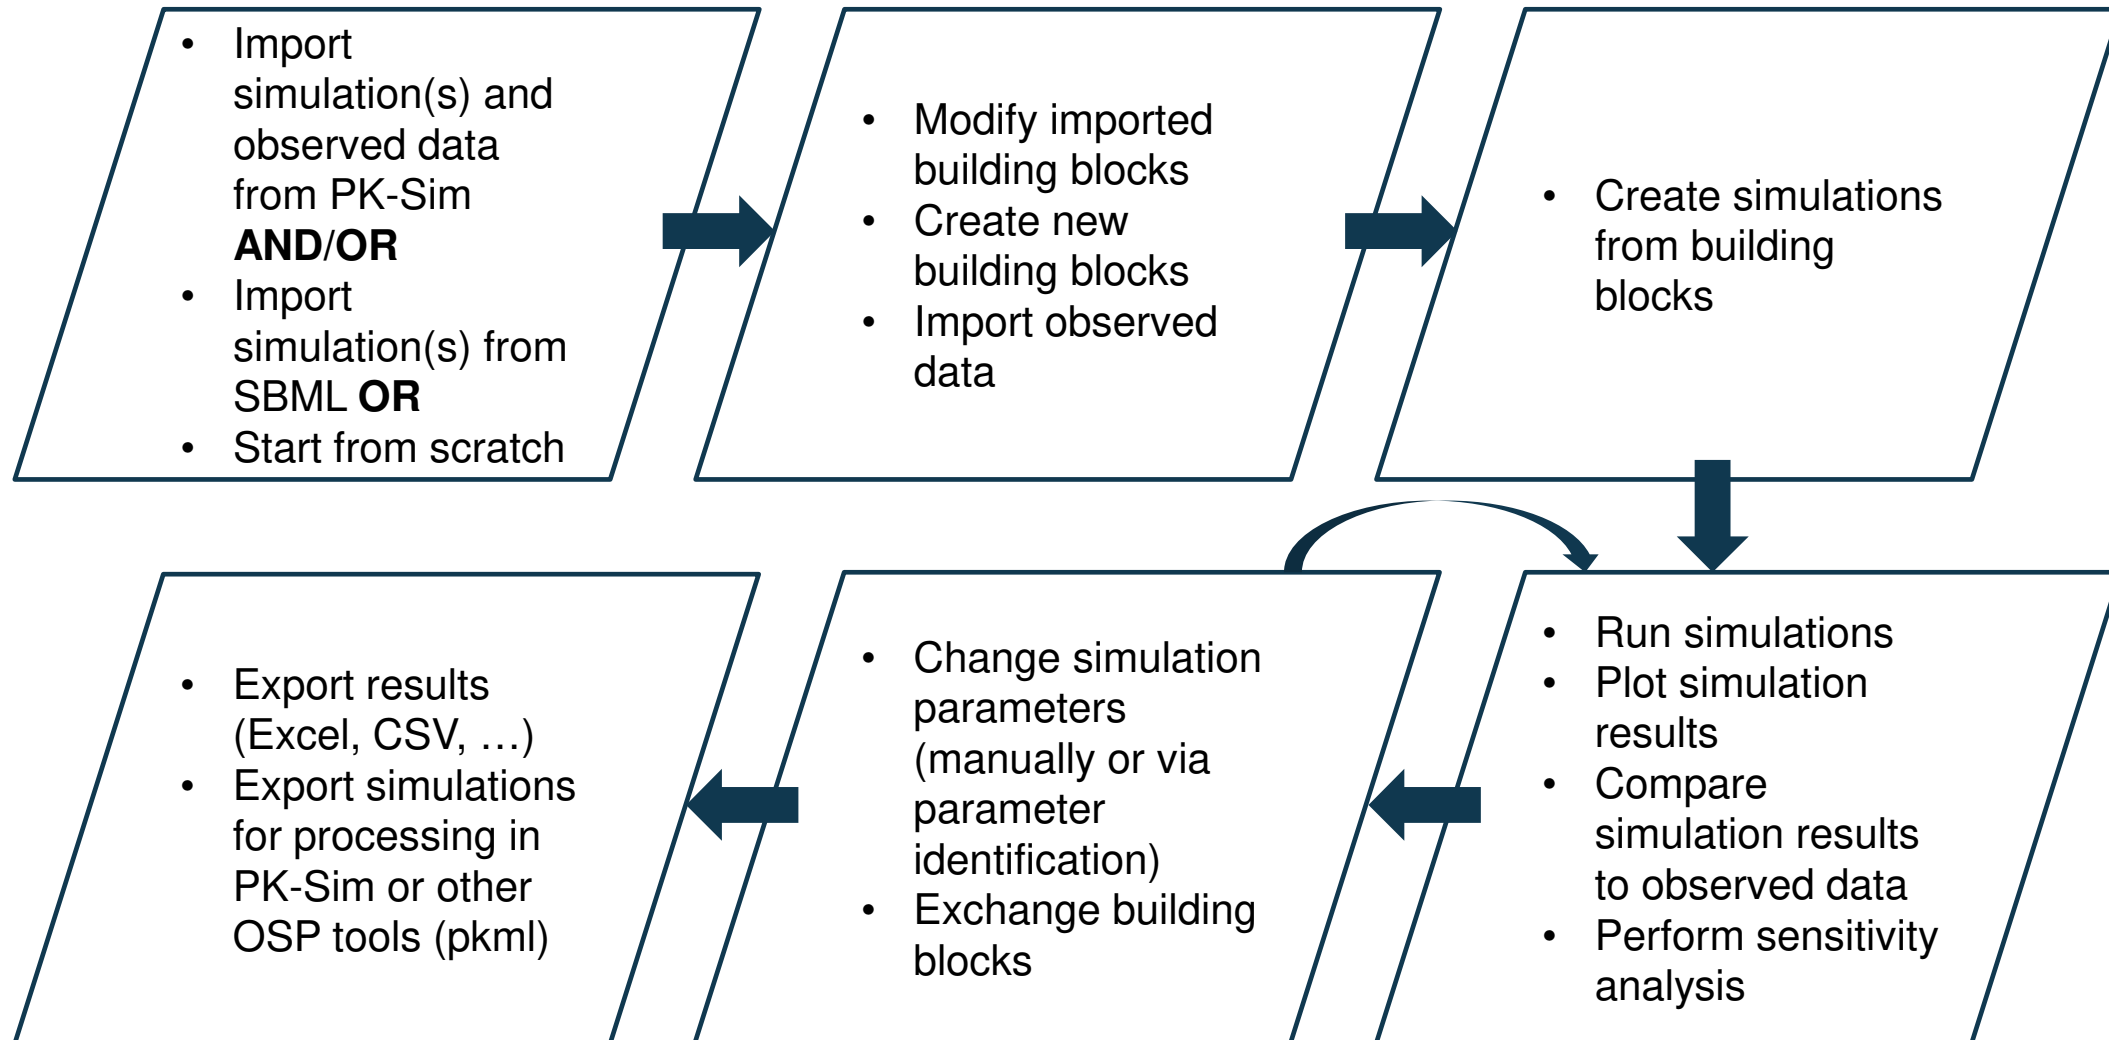 • Import
simulation(s) and
observed data
from PK-Sim
AND/OR
• Import
simulation(s) from
SBML OR
• Start from scratch
• Modify imported
building blocks
• Create new
building blocks
• Import observed
data
• Create simulations
from building
blocks
• Run simulations
• Plot simulation
results
• Compare
simulation results
to observed data
• Perform sensitivity
analysis
• Change simulation
parameters
(manually or via
parameter
identification)
• Exchange building
blocks
• Export results
(Excel, CSV, …)
• Export simulations
for processing in
PK-Sim or other
OSP tools (pkml)